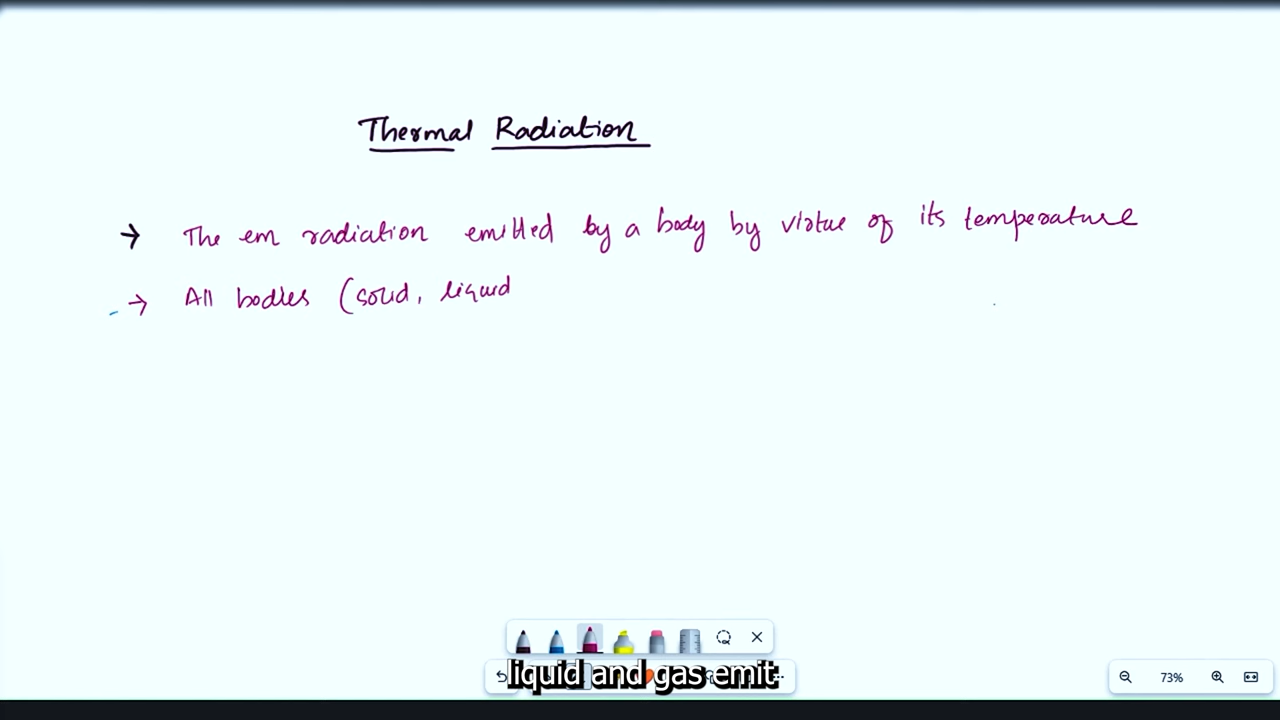 Thermal Radiation
→ The em radiation emitted by a body by virtue of its temperature
→ All bodies (solid, liquid
liquid and gas emit
73%